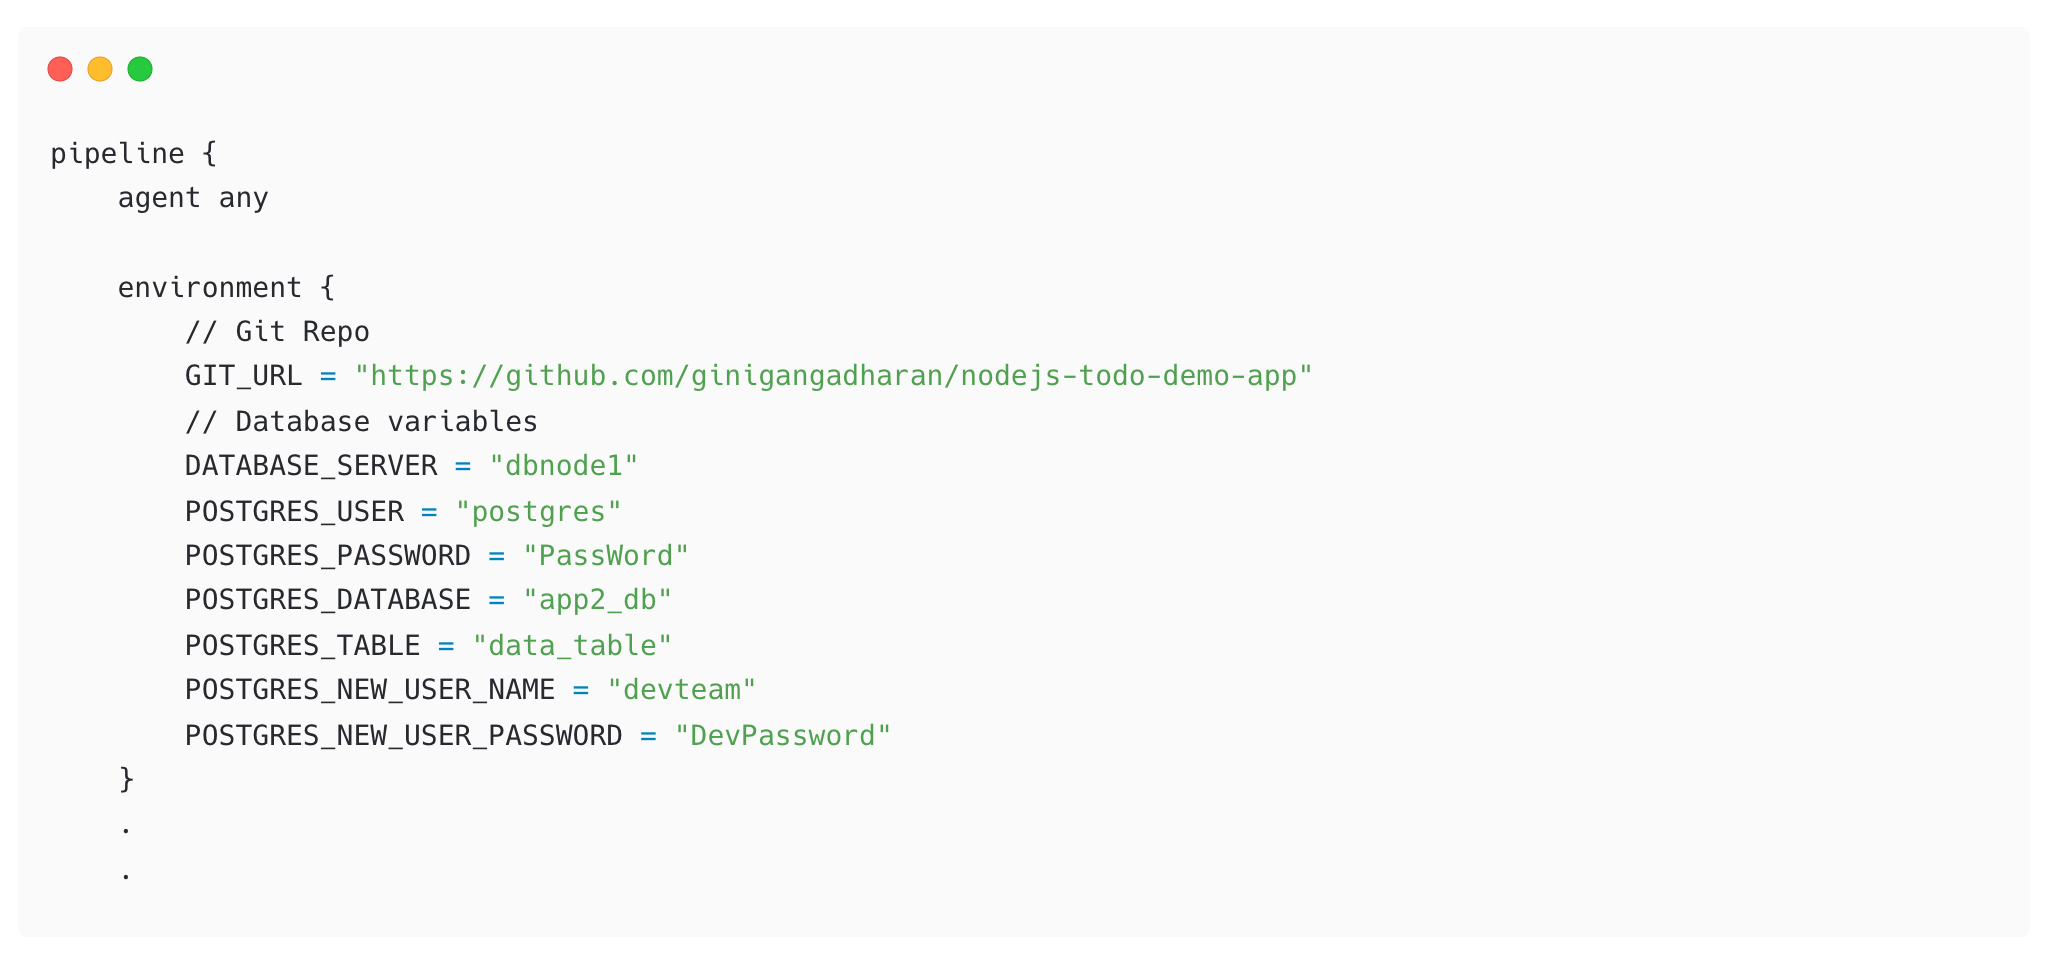 pipeline {
    agent any

    environment {
        // Git Repo
        GIT_URL = "https://github.com/ginigangadharan/nodejs-todo-demo-app"
        // Database variables
        DATABASE_SERVER = "dbnode1"
        POSTGRES_USER = "postgres"
        POSTGRES_PASSWORD = "PassWord"
        POSTGRES_DATABASE = "app2_db"
        POSTGRES_TABLE = "data_table"
        POSTGRES_NEW_USER_NAME = "devteam"
        POSTGRES_NEW_USER_PASSWORD = "DevPassword"
    }
    .
    .